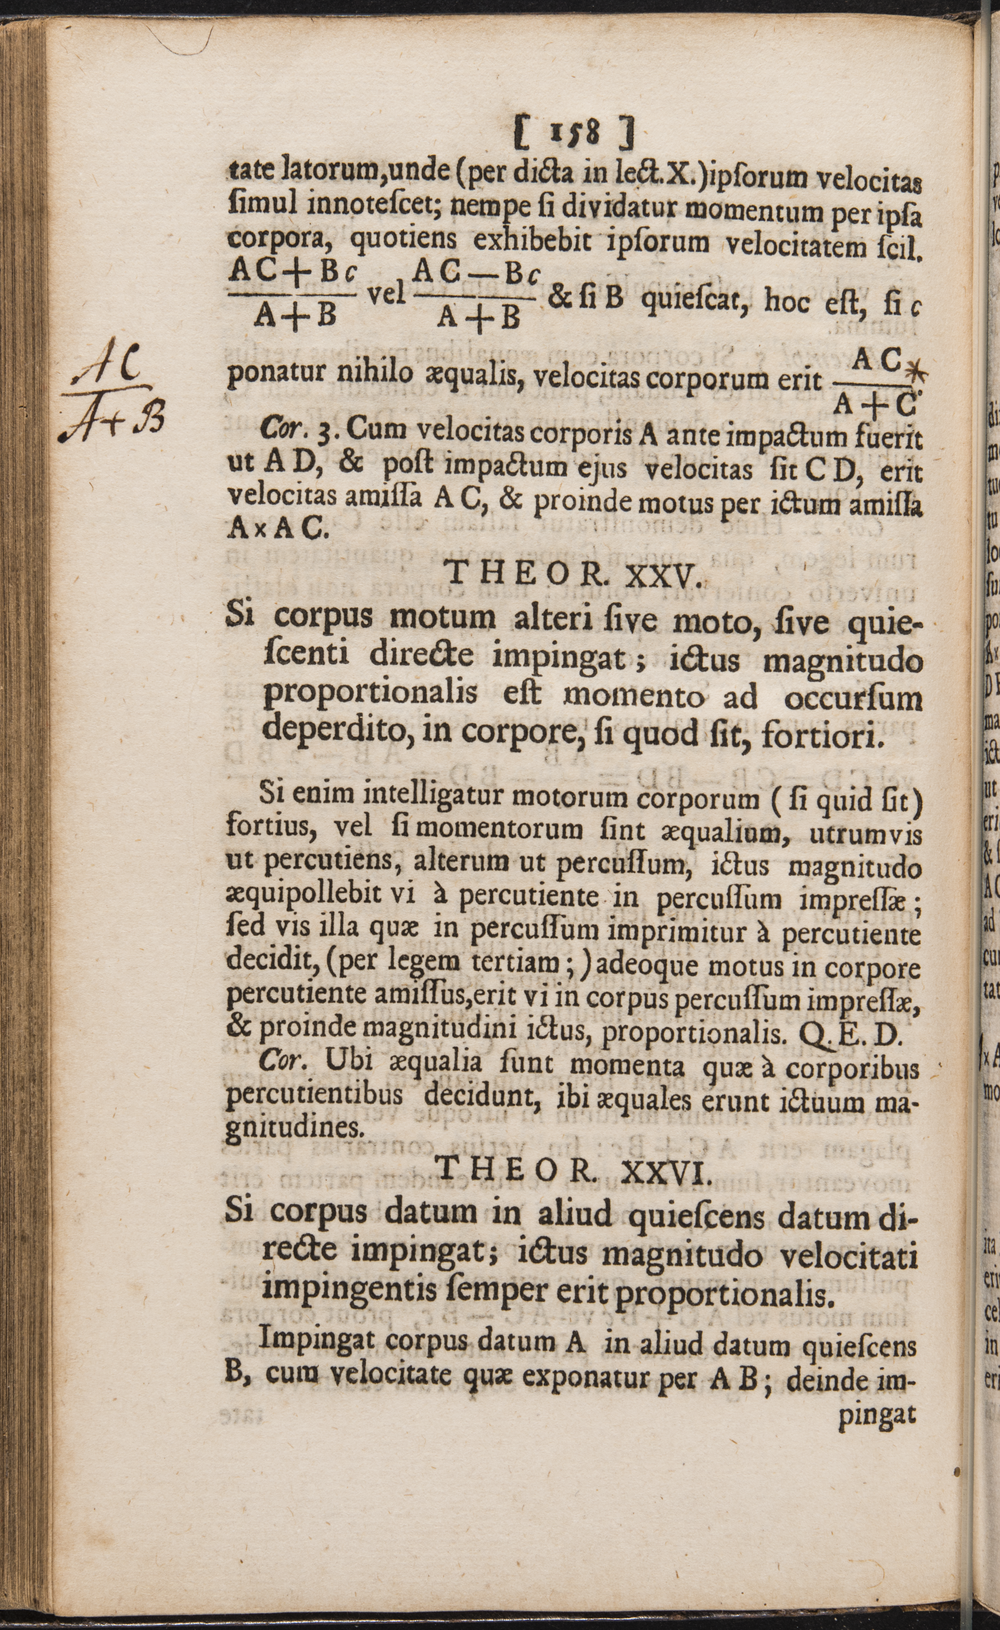 [ 158 ]
tate latorum,unde (per dicta in lect.X.)ipſorum velocitas
ſimul innoteſcet; nempe ſi dividatur momentum per ipſa
corpora, quotiens exhibebit ipſorum velocitatem ſcil.
AC+Bc / A+B vel AC—Bc / A+B & ſi B quieſcat, hoc eſt, ſi c
AC / A+B
ponatur nihilo æqualis, velocitas corporum erit AC / A+C. *
Cor. 3. Cum velocitas corporis A ante impactum fuerit
ut A D, & poſt impactum ejus velocitas ſit C D, erit
velocitas amiſſa A C, & proinde motus per ictum amiſſa
A × A C.
THEOR. XXV.
Si corpus motum alteri ſive moto, ſive quie-
ſcenti directe impingat; ictus magnitudo
proportionalis eſt momento ad occurſum
deperdito, in corpore, ſi quod ſit, fortiori.
Si enim intelligatur motorum corporum ( ſi quid ſit)
fortius, vel ſi momentorum ſint æqualium, utrumvis
ut percutiens, alterum ut percuſſum, ictus magnitudo
æquipollebit vi à percutiente in percuſſum impreſſæ;
ſed vis illa quæ in percuſſum imprimitur à percutiente
decidit, (per legem tertiam;) adeoque motus in corpore
percutiente amiſſus,erit vi in corpus percuſſum impreſſæ,
& proinde magnitudini ictus, proportionalis. Q. E. D.
Cor. Ubi æqualia ſunt momenta quæ à corporibus
percutientibus decidunt, ibi æquales erunt ictuum ma-
gnitudines.
THEOR. XXVI.
Si corpus datum in aliud quieſcens datum di-
recte impingat; ictus magnitudo velocitati
impingentis ſemper erit proportionalis.
Impingat corpus datum A in aliud datum quieſcens
B, cum velocitate quæ exponatur per A B; deinde im-
pingat